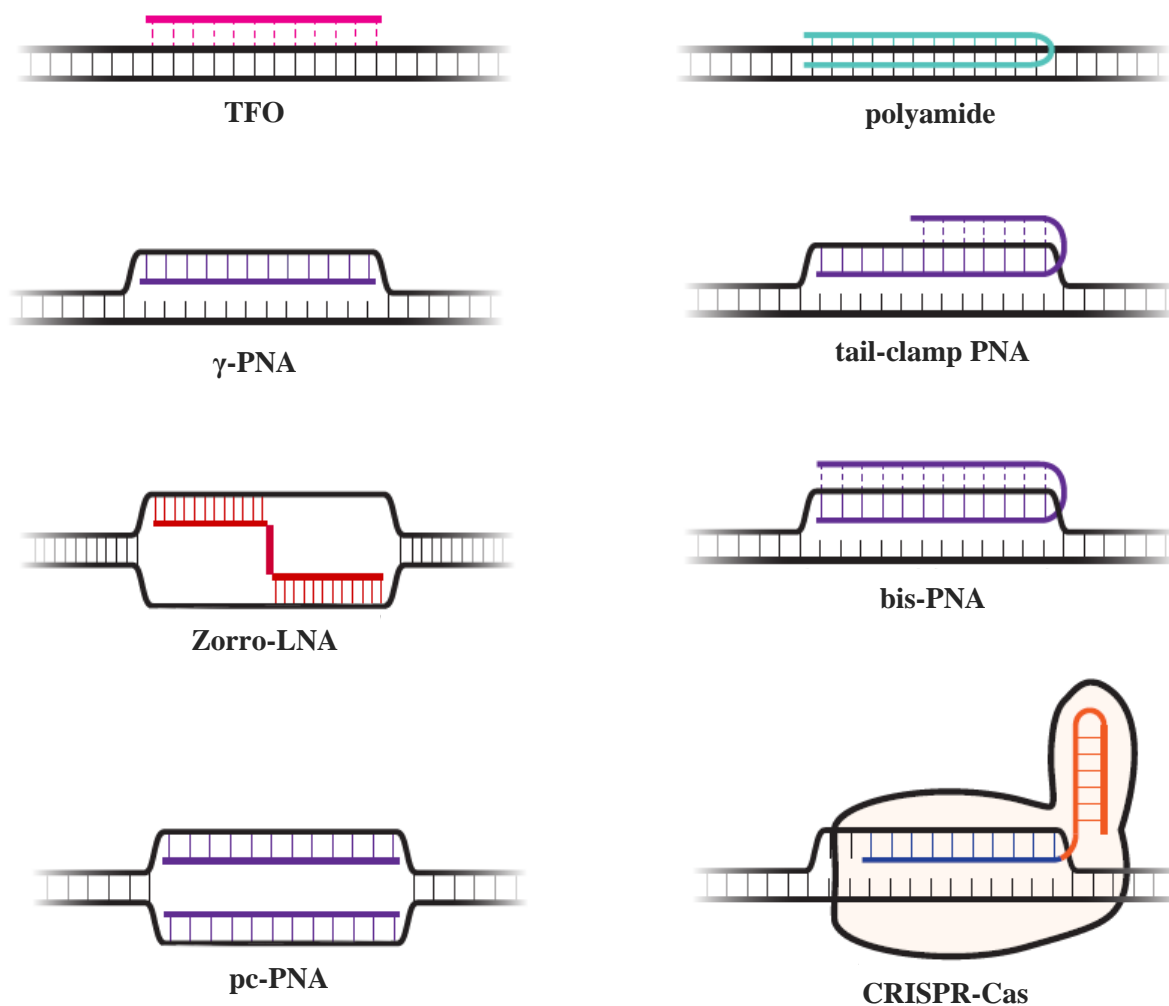 TFO
polyamide
γ-PNA
tail-clamp PNA
Zorro-LNA
bis-PNA
pc-PNA
CRISPR-Cas